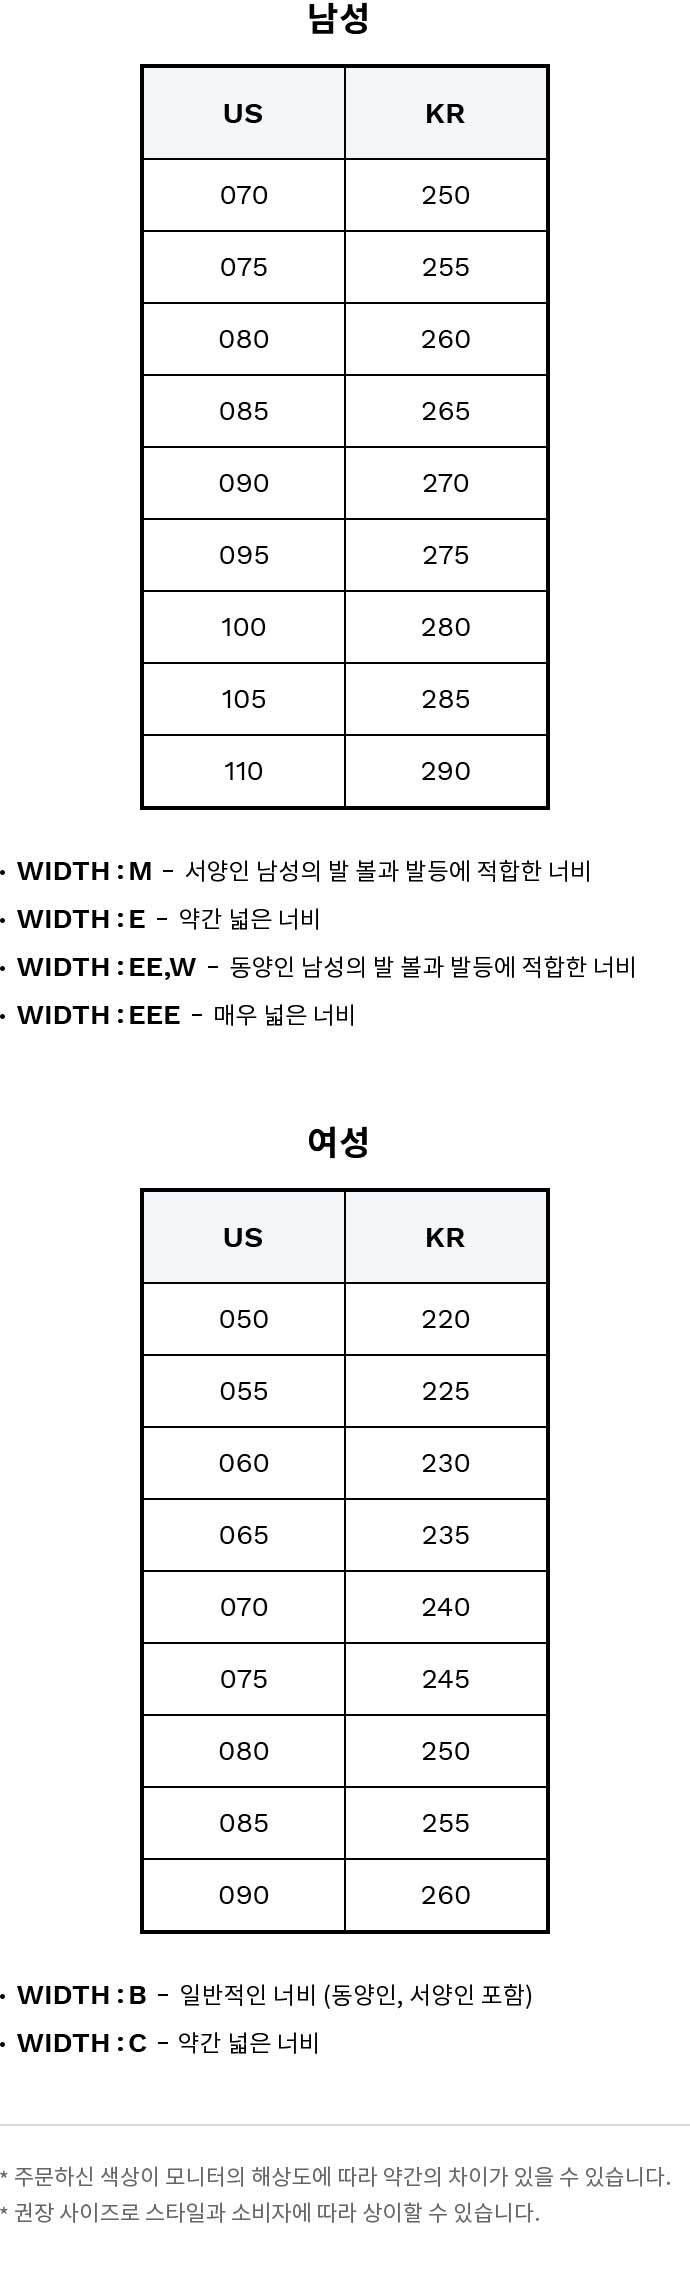 남성
US KR
070 250
075 255
080 260
085 265
090 270
095 275
100 280
105 285
110 290
• WIDTH : M - 서양인 남성의 발 볼과 발등에 적합한 너비
• WIDTH : E - 약간 넓은 너비
• WIDTH : EE,W - 동양인 남성의 발 볼과 발등에 적합한 너비
• WIDTH : EEE - 매우 넓은 너비
여성
US KR
050 220
055 225
060 230
065 235
070 240
075 245
080 250
085 255
090 260
• WIDTH : B - 일반적인 너비 (동양인, 서양인 포함)
• WIDTH : C - 약간 넓은 너비
* 주문하신 색상이 모니터의 해상도에 따라 약간의 차이가 있을 수 있습니다.
* 권장 사이즈로 스타일과 소비자에 따라 상이할 수 있습니다.